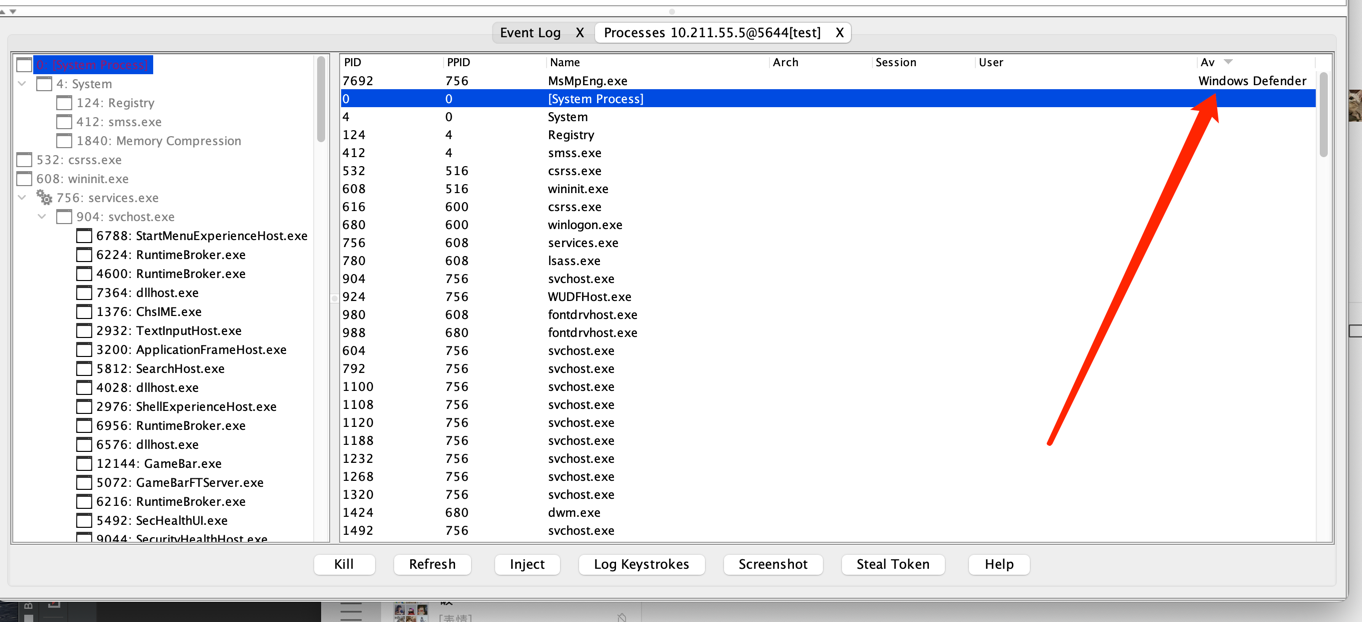 Event Log X Processes 10.211.55.5@5644[test] X
0: [System Process]
4: System
124: Registry
412: smss.exe
1840: Memory Compression
532: csrss.exe
608: wininit.exe
756: services.exe
904: svchost.exe
6788: StartMenuExperienceHost.exe
6224: RuntimeBroker.exe
4600: RuntimeBroker.exe
7364: dllhost.exe
1376: ChsIME.exe
2932: TextInputHost.exe
3200: ApplicationFrameHost.exe
5812: SearchHost.exe
4028: dllhost.exe
2976: ShellExperienceHost.exe
6956: RuntimeBroker.exe
6576: dllhost.exe
12144: GameBar.exe
5072: GameBarFTServer.exe
6216: RuntimeBroker.exe
5492: SecHealthUI.exe
9044: SecurityHealthHost.exe
PID PPID Name Arch Session User Av
7692 756 MsMpEng.exe Windows Defender
0 0 [System Process]
4 0 System
124 4 Registry
412 4 smss.exe
532 516 csrss.exe
608 516 wininit.exe
616 600 csrss.exe
680 600 winlogon.exe
756 608 services.exe
780 608 lsass.exe
904 756 svchost.exe
924 756 WUDFHost.exe
980 608 fontdrvhost.exe
988 680 fontdrvhost.exe
604 756 svchost.exe
792 756 svchost.exe
1100 756 svchost.exe
1108 756 svchost.exe
1120 756 svchost.exe
1188 756 svchost.exe
1232 756 svchost.exe
1268 756 svchost.exe
1320 756 svchost.exe
1424 680 dwm.exe
1492 756 svchost.exe
Kill Refresh Inject Log Keystrokes Screenshot Steal Token Help
[表情]